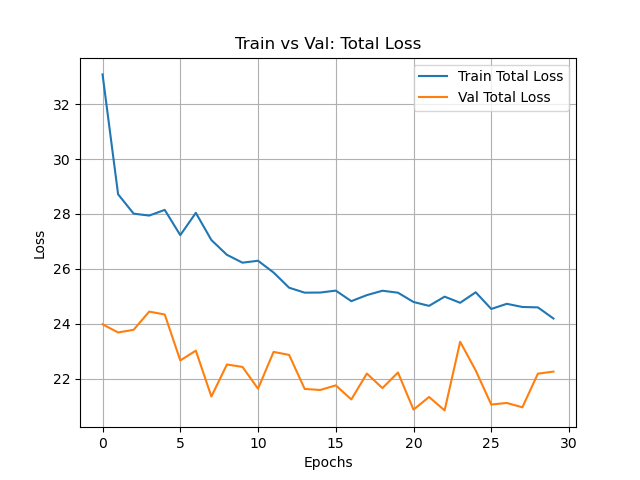 Train vs Val: Total Loss
Train Total Loss
Val Total Loss
Loss
32
30
28
26
24
22
0 5 10 15 20 25 30
Epochs